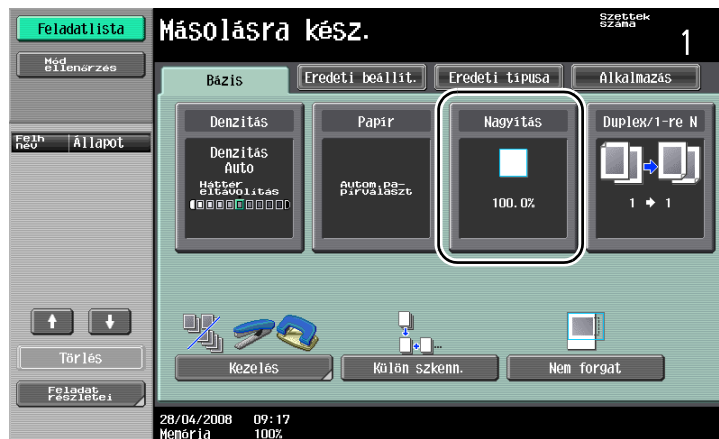 Feladatlista
Másolásra kész.
Szettek
száma
1
Mód
ellenőrzés
Bázis
Eredeti beállít.
Eredeti típusa
Alkalmazás
Felh
név
Állapot
Denzitás
Papír
Nagyítás
Duplex/1-re N
Denzitás
Auto
Háttér
eltávolítás
Autom.pa-
pírválaszt
100.0%
1 → 1
Törlés
Feladat
részletei
Kezelés
Külön szkenn.
Nem forgat
28/04/2008 09:17
Memória 100%